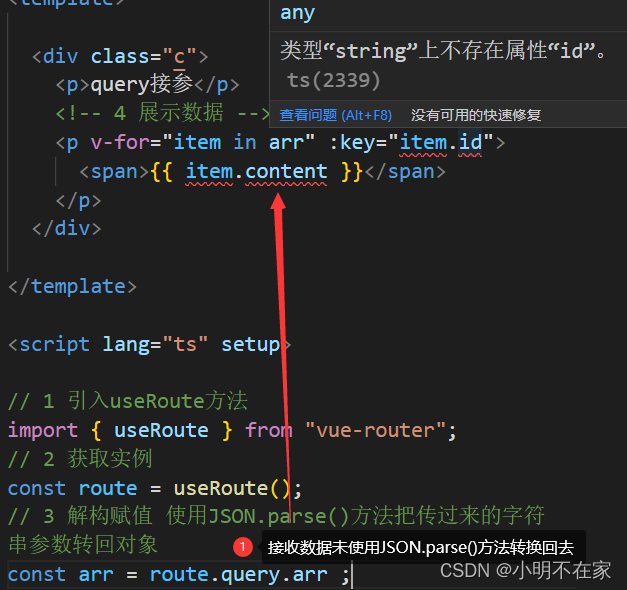 <template>
any
<div class="c">
类型“string”上不存在属性“id”。
<p>query接参</p>
ts(2339)
<!-- 4 展示数据 -->
查看问题 (Alt+F8) 没有可用的快速修复
<p v-for="item in arr" :key="item.id">
<span>{{ item.content }}</span>
</p>
</div>
</template>
<script lang="ts" setup>
// 1 引入useRoute方法
import { useRoute } from "vue-router";
// 2 获取实例
const route = useRoute();
// 3 解构赋值 使用JSON.parse()方法把传过来的字符
串参数转回对象
1 接收数据未使用JSON.parse()方法转换回去
const arr = route.query.arr ;
CSDN @小明不在家